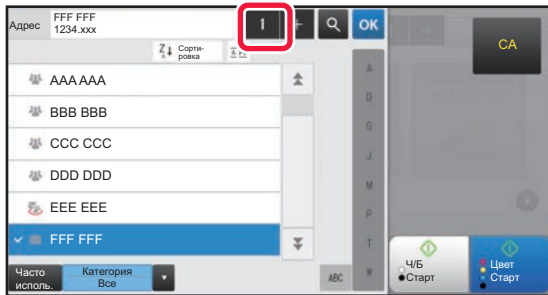 Адрес
FFF FFF
1234.xxx
1
+
OK
CA
Z
A
Сорти-
ровка
AAA AAA
BBB BBB
CCC CCC
DDD DDD
EEE EEE
FFF FFF
A
D
G
J
M
P
T
W
Часто
исполь.
Категория
Все
ABC
Ч/Б
Старт
Цвет
Старт